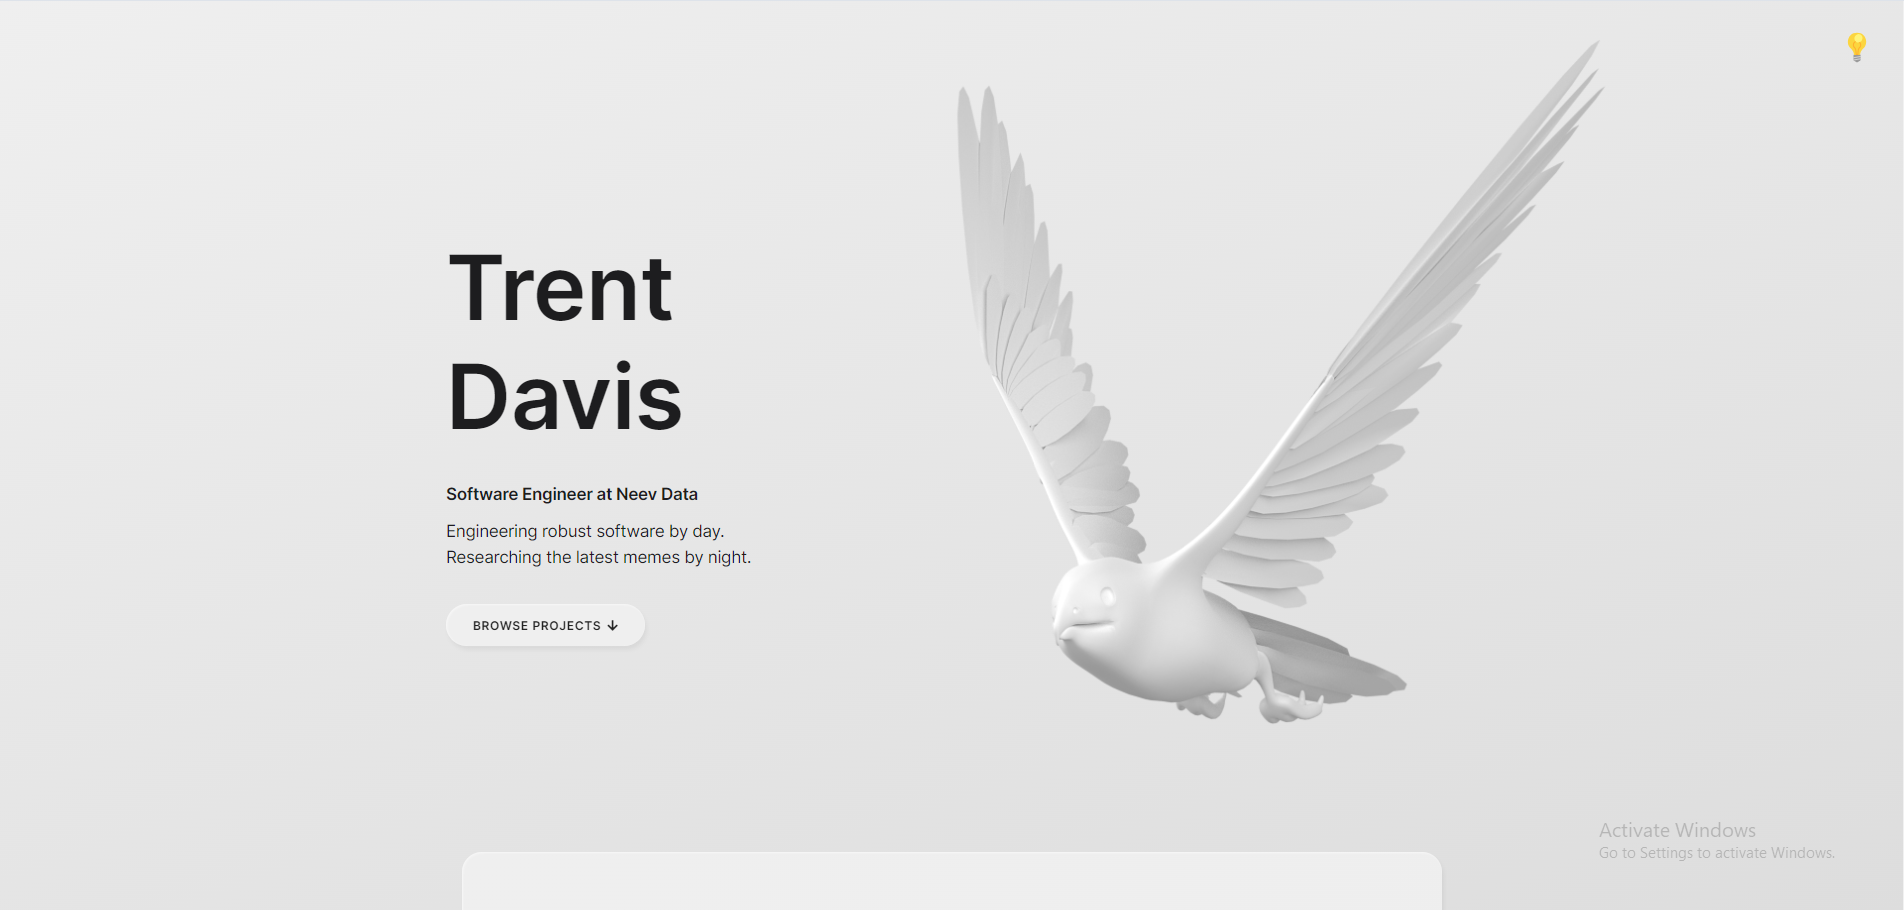 Trent
Davis
Software Engineer at Neev Data
Engineering robust software by day.
Researching the latest memes by night.
BROWSE PROJECTS ↓
Activate Windows
Go to Settings to activate Windows.